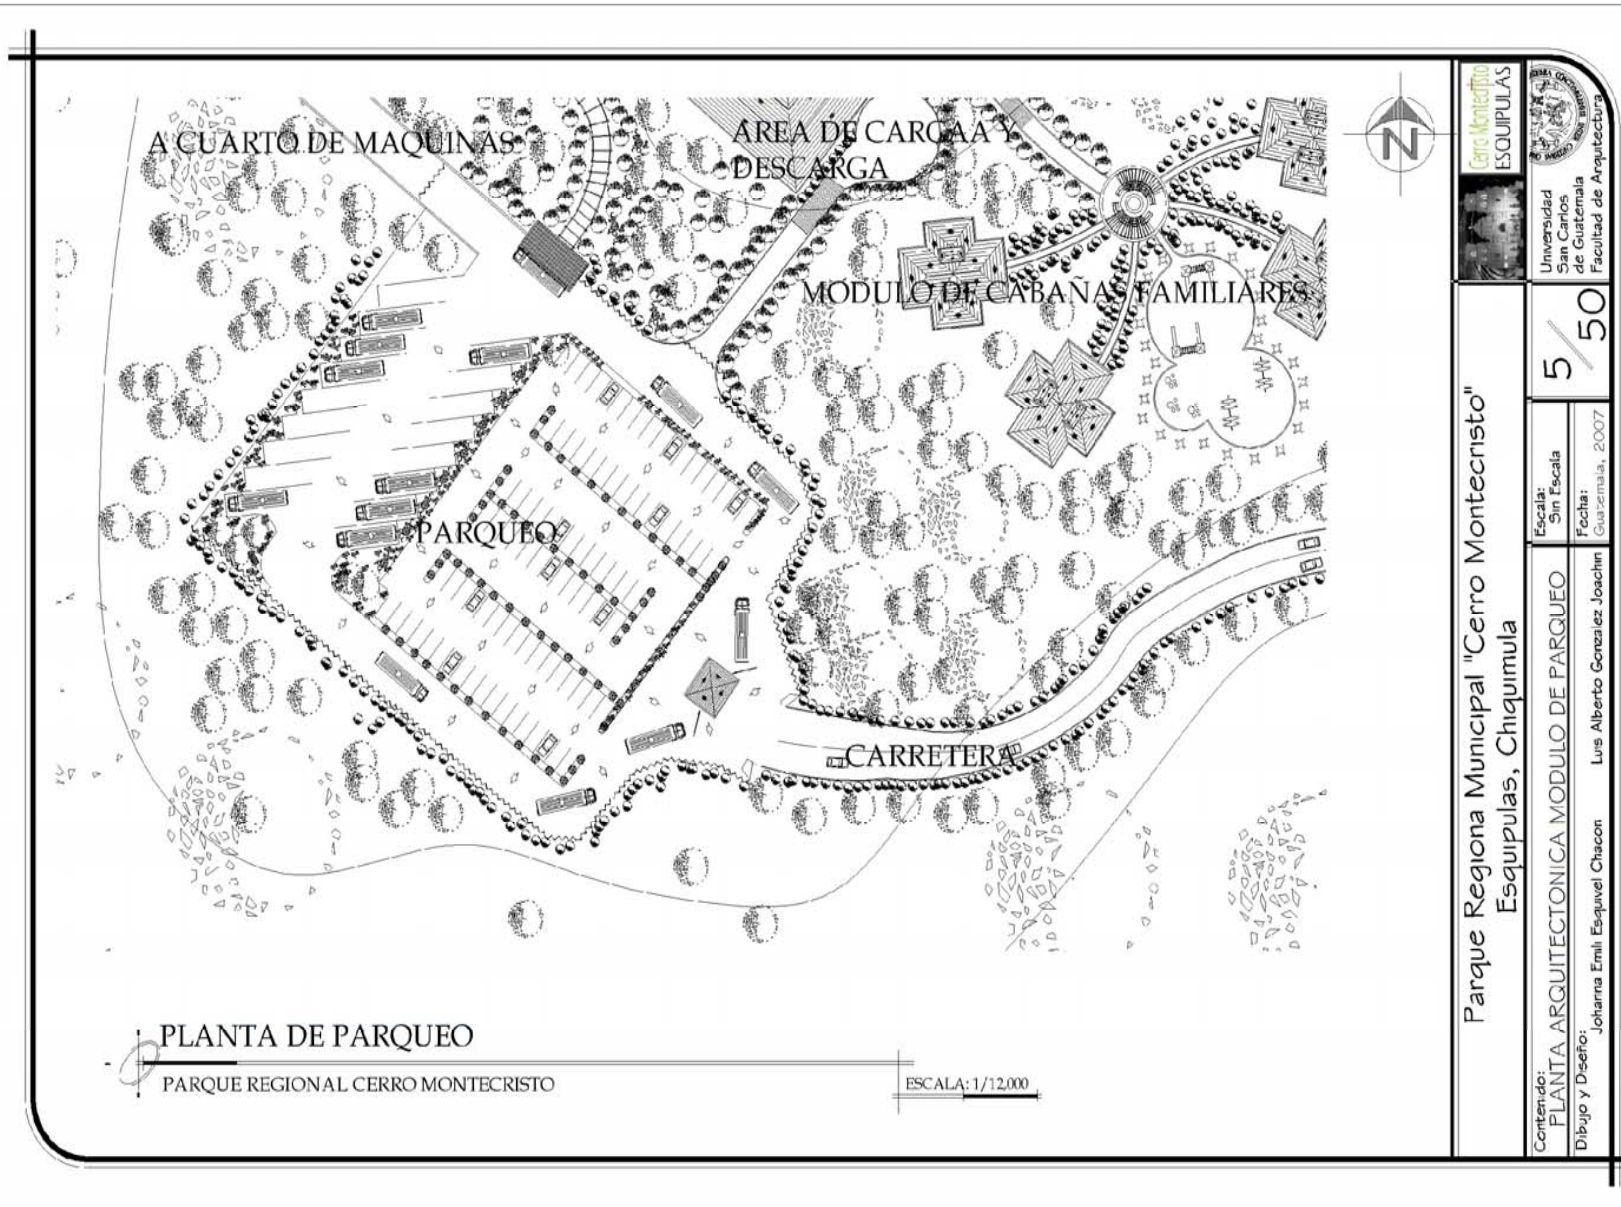 A CUARTO DE MAQUINAS
ÁREA DE CARGAA Y
DESCARGA
MODULO DE CABAÑAS FAMILIARES
PARQUEO
CARRETERA
PLANTA DE PARQUEO
PARQUE REGIONAL CERRO MONTECRISTO
ESCALA: 1/12,000
N
Cerro Montecristo
ESQUIPULAS
Universidad
San Carlos
de Guatemala
Facultad de Arquitectura
5/50
Parque Regiona Municipal "Cerro Montecristo"
Esquipulas, Chiquimula
Escala:
Sin Escala
Fecha:
Guatemala, 2007
Contenido:
PLANTA ARQUITECTONICA MODULO DE PARQUEO
Dibujo y Diseño:
Johanna Emili Esquivel Chacon
Luis Alberto Gonzalez Joachin